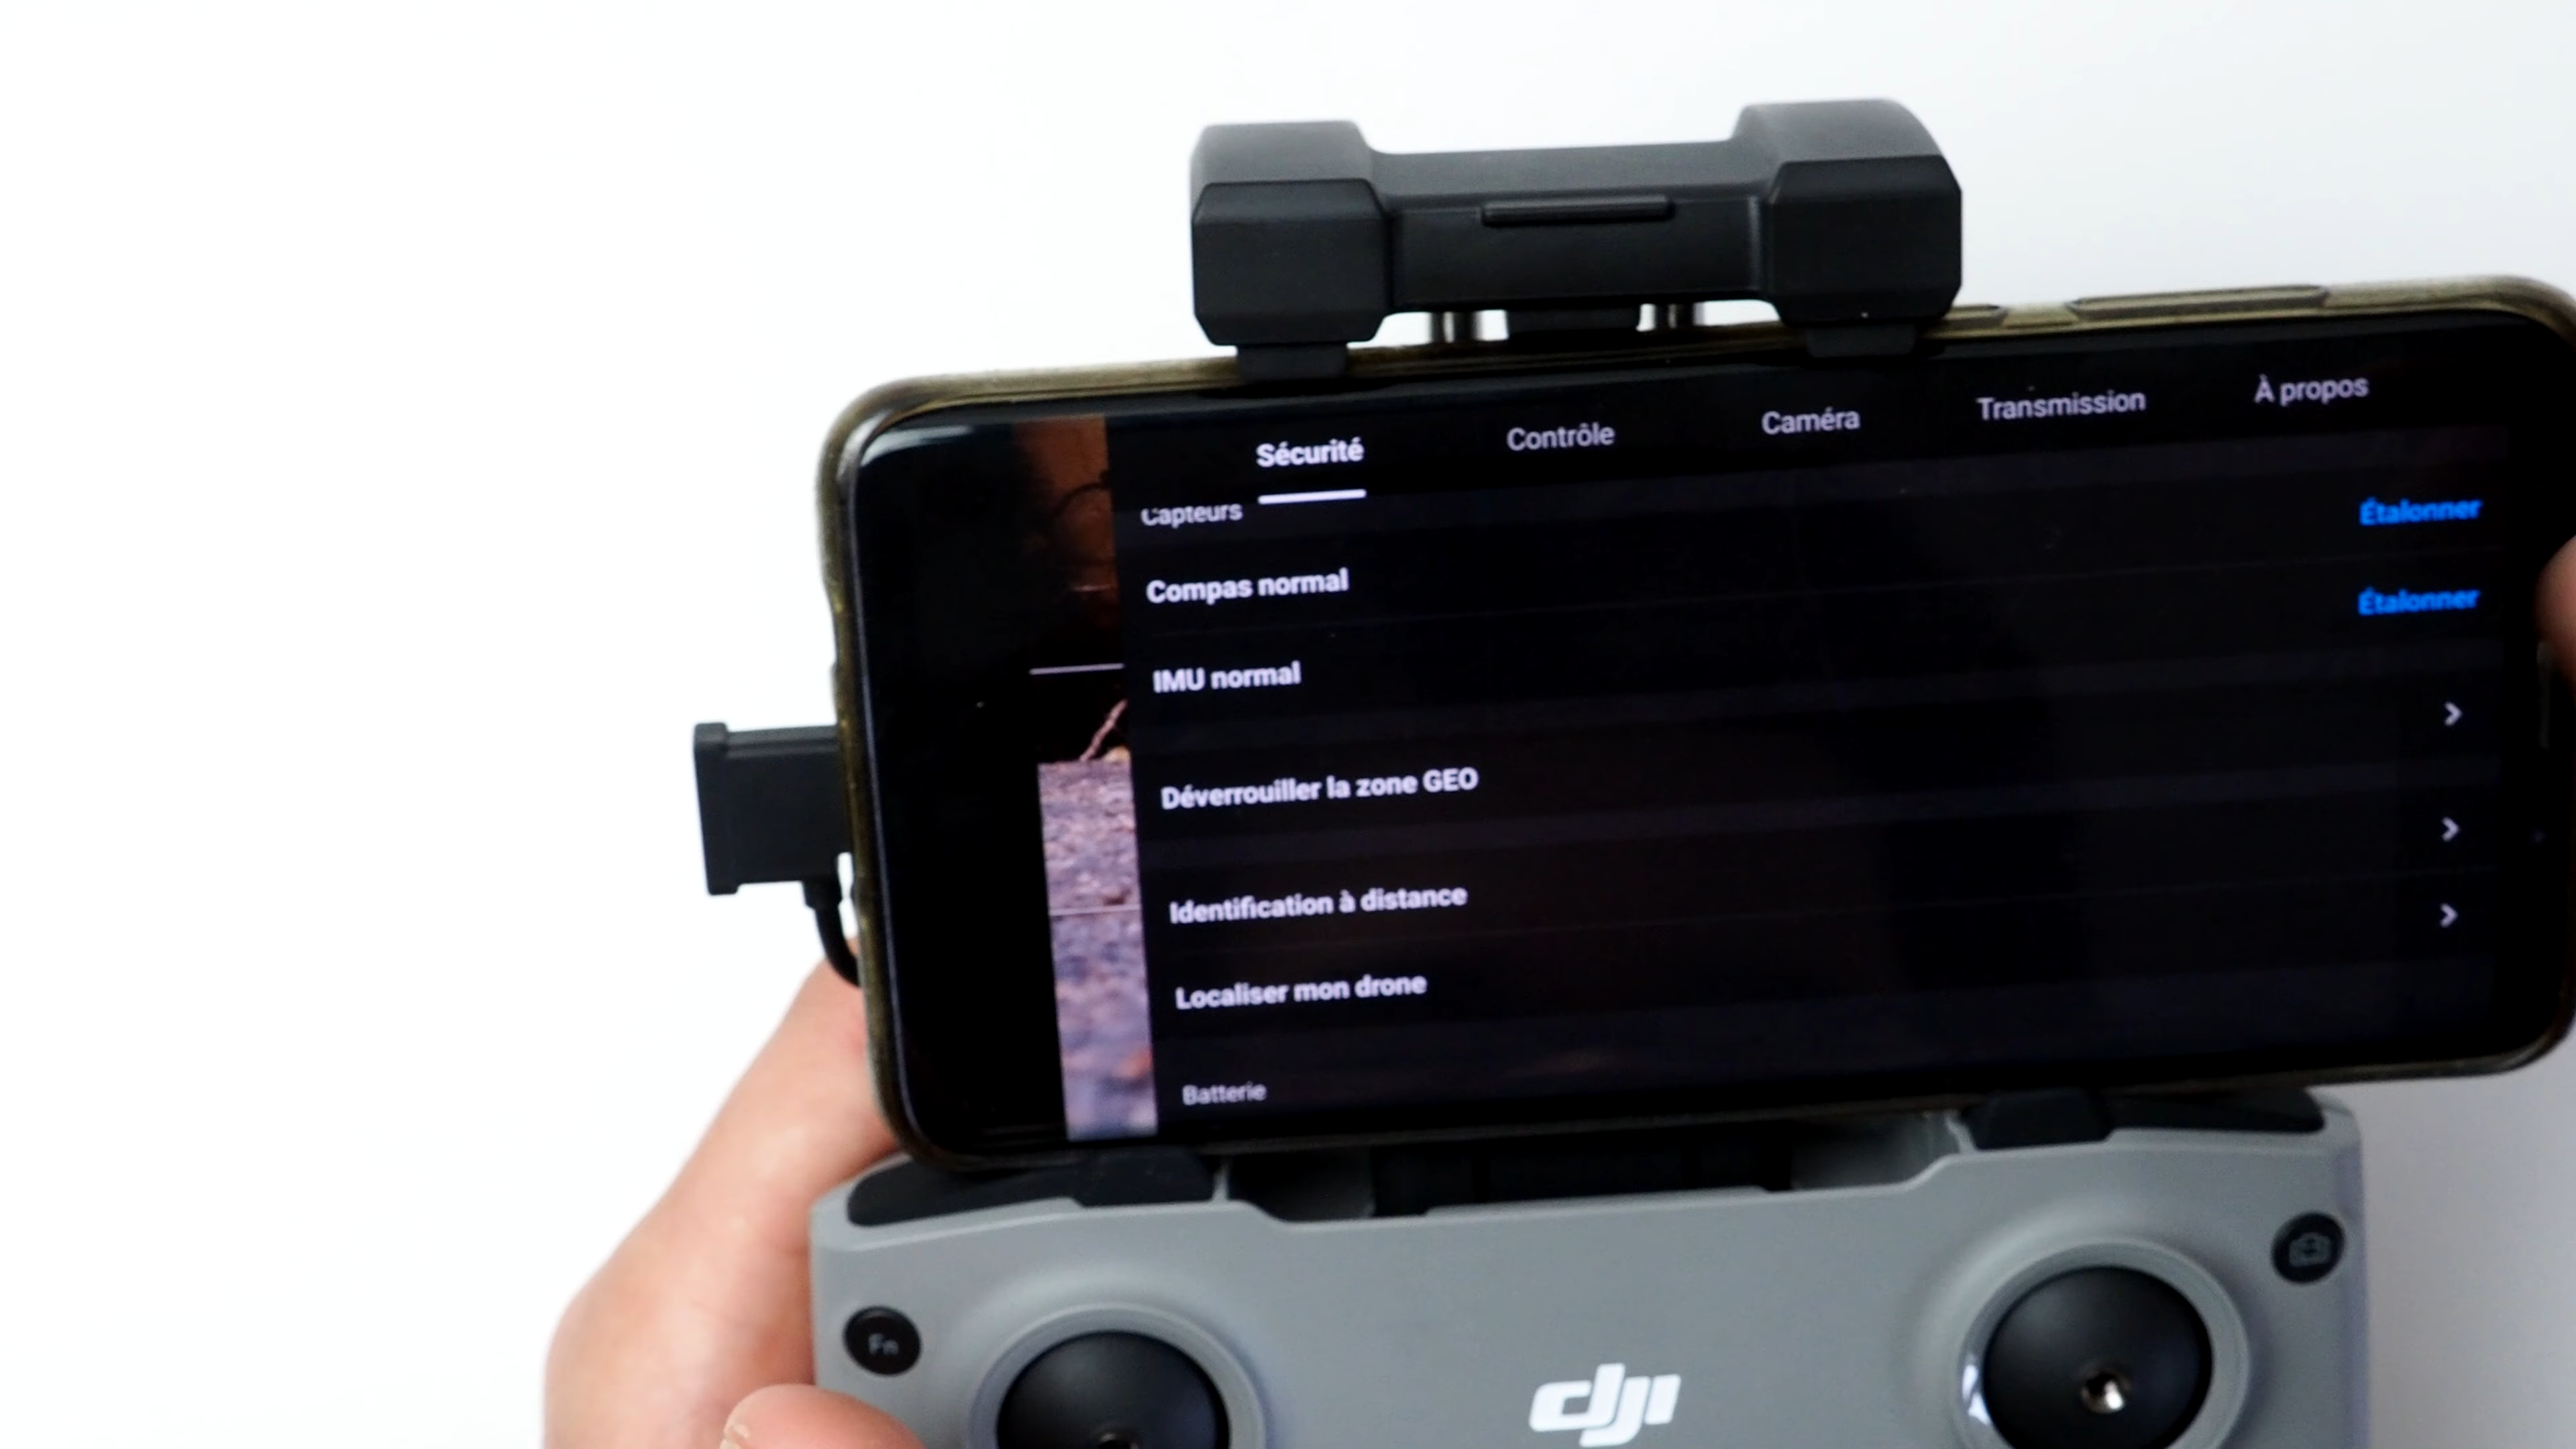 Sécurité Contrôle Caméra Transmission À propos
Capteurs
Compas normal Étalonner
IMU normal Étalonner
Déverrouiller la zone GEO
Identification à distance
Localiser mon drone
Batterie
Fn
dji